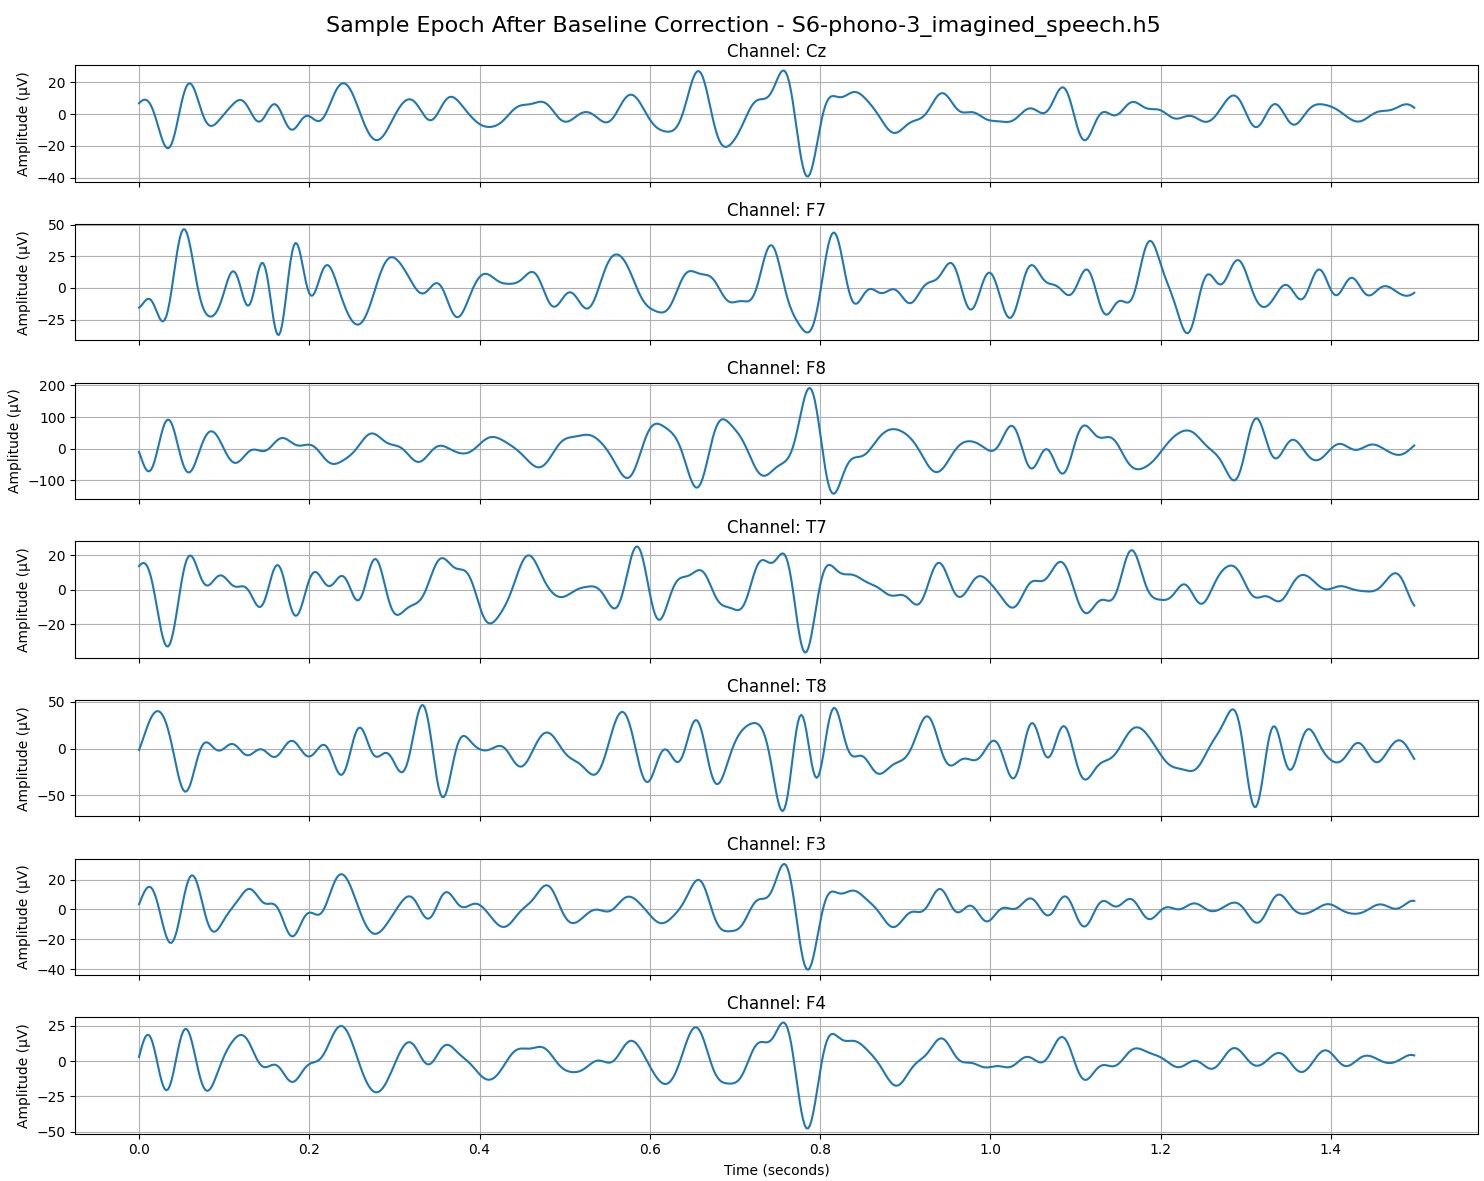 Sample Epoch After Baseline Correction - S6-phono-3_imagined_speech.h5
Channel: Cz
Amplitude (µV)
20
0
−20
−40
Channel: F7
Amplitude (µV)
50
25
0
−25
Channel: F8
Amplitude (µV)
200
100
0
−100
Channel: T7
Amplitude (µV)
20
0
−20
Channel: T8
Amplitude (µV)
50
0
−50
Channel: F3
Amplitude (µV)
20
0
−20
−40
Channel: F4
Amplitude (µV)
25
0
−25
−50
0.0 0.2 0.4 0.6 0.8 1.0 1.2 1.4
Time (seconds)